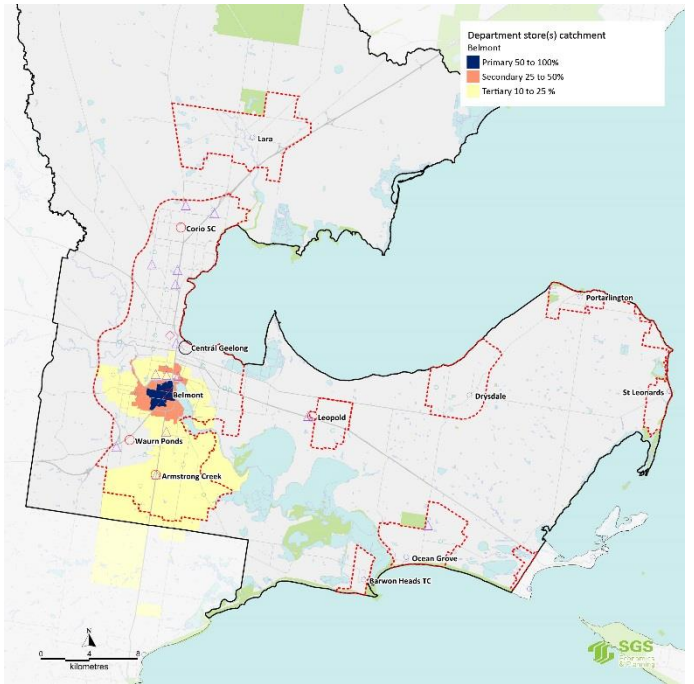 Department store(s) catchment
Belmont
Primary 50 to 100%
Secondary 25 to 50%
Tertiary 10 to 25 %
Lara
Corio SC
Portarlington
Central Geelong
Belmont
Drysdale
St Leonards
Leopold
Waurn Ponds
Armstrong Creek
Ocean Grove
Barwon Heads TC
N
0 4 8
kilometres
SGS
Economics
& Planning